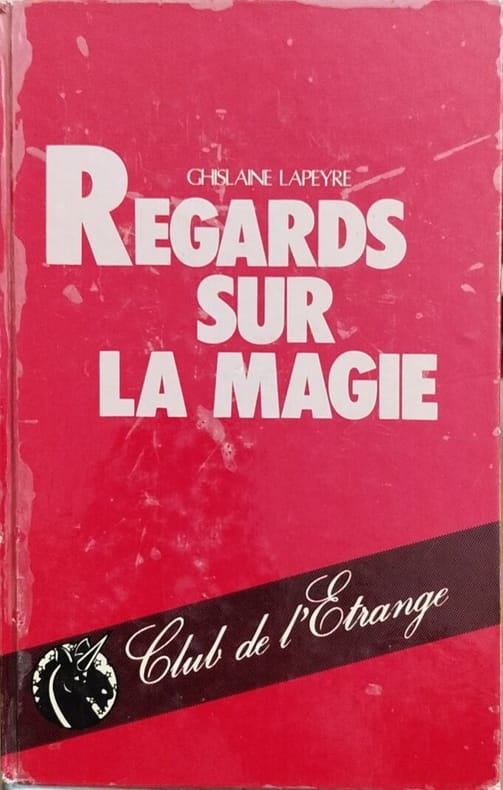 GHISLAINE LAPEYRE
REGARDS
SUR
LA MAGIE
Club de l'Etrange